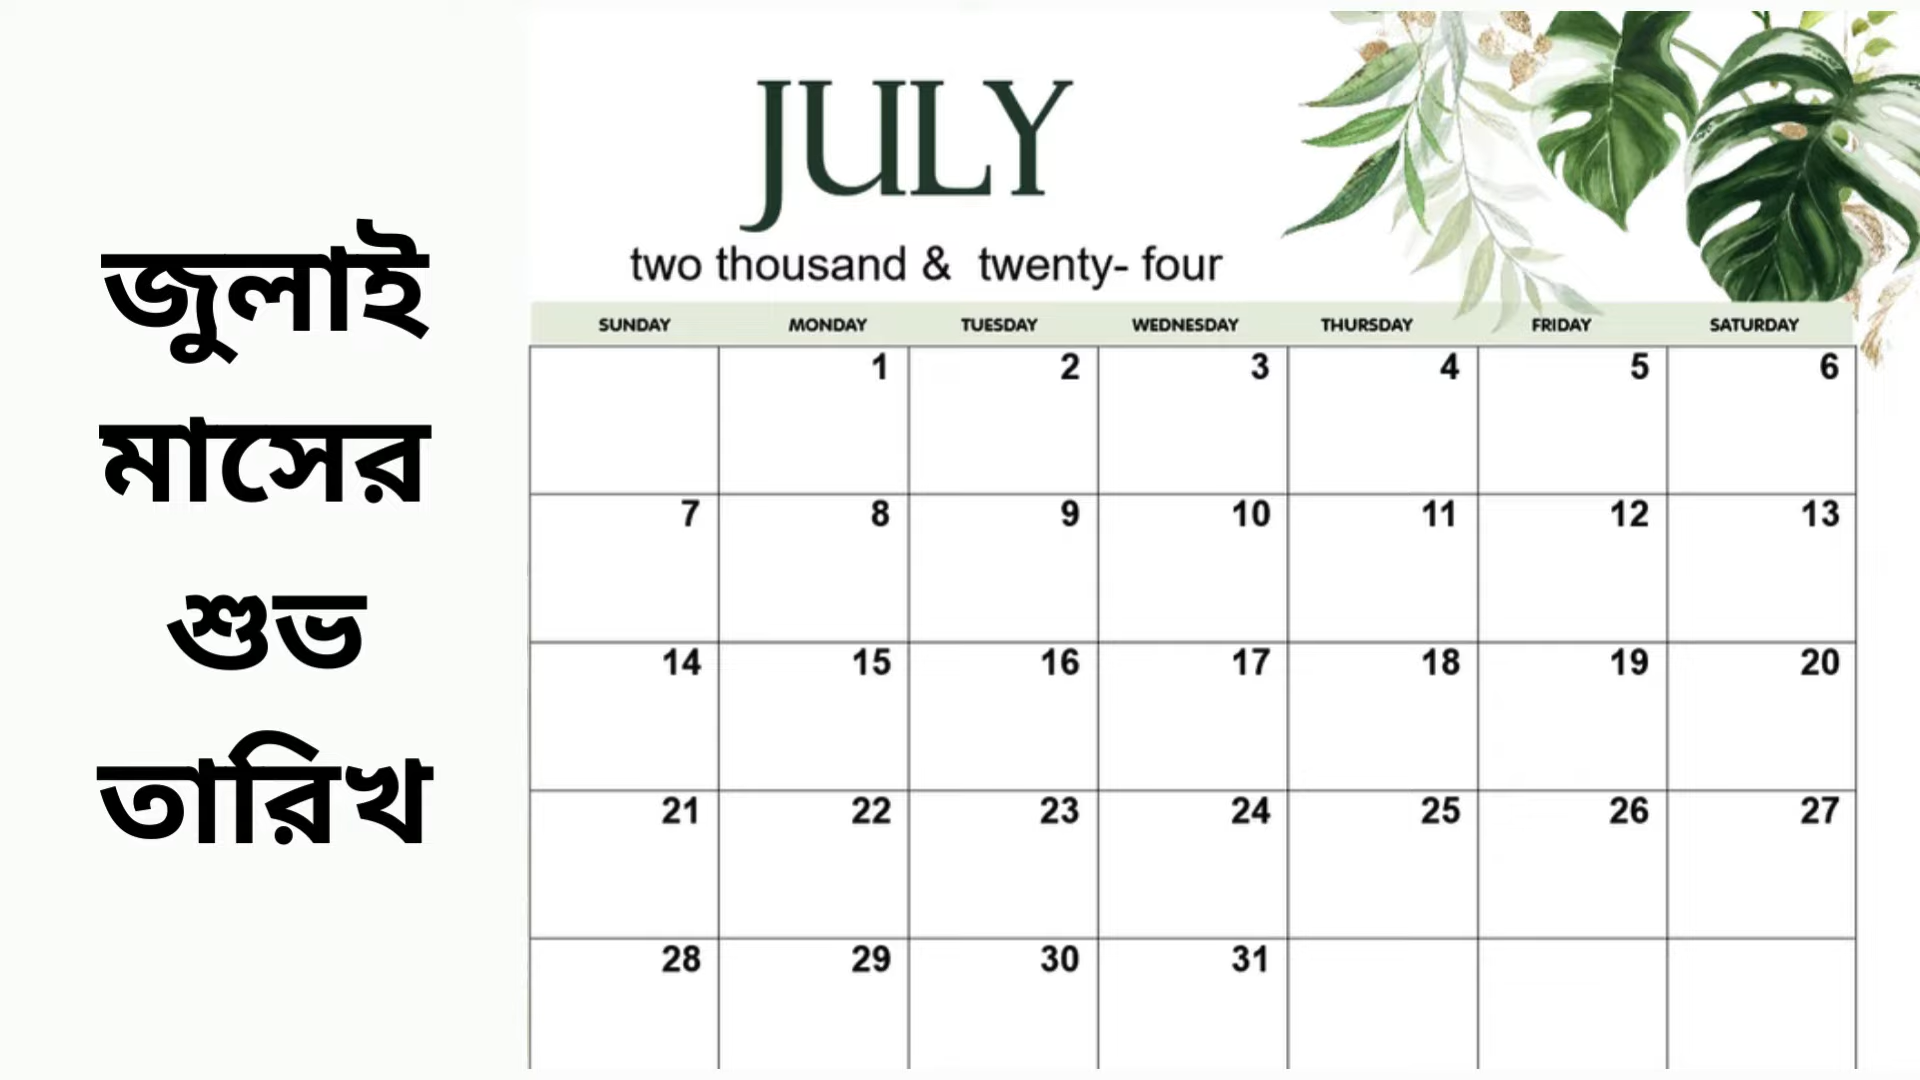 জুলাই
মাসের
শুভ
তারিখ
JULY
two thousand & twenty- four
SUNDAY MONDAY TUESDAY WEDNESDAY THURSDAY FRIDAY SATURDAY
1 2 3 4 5 6
7 8 9 10 11 12 13
14 15 16 17 18 19 20
21 22 23 24 25 26 27
28 29 30 31